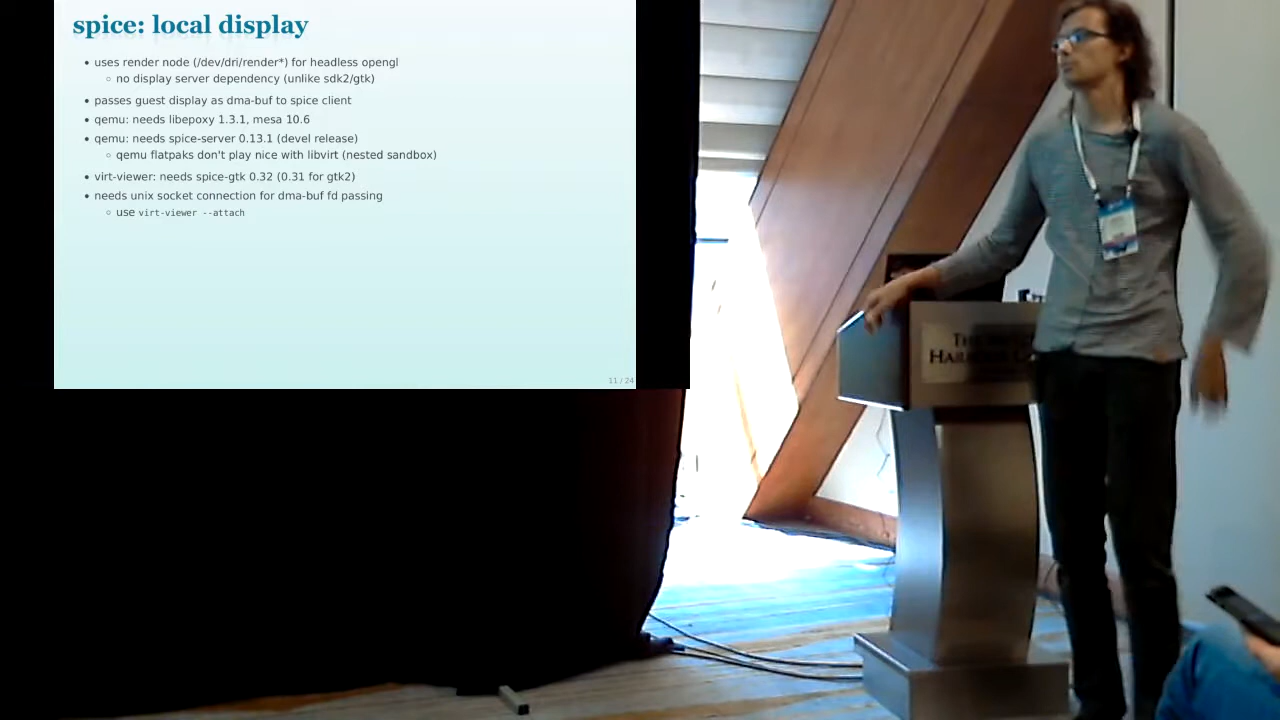 spice: local display
• uses render node (/dev/dri/render*) for headless opengl
◦ no display server dependency (unlike sdk2/gtk)
• passes guest display as dma-buf to spice client
• qemu: needs libepoxy 1.3.1, mesa 10.6
• qemu: needs spice-server 0.13.1 (devel release)
◦ qemu flatpaks don't play nice with libvirt (nested sandbox)
• virt-viewer: needs spice-gtk 0.32 (0.31 for gtk2)
• needs unix socket connection for dma-buf fd passing
◦ use virt-viewer --attach
11 / 24